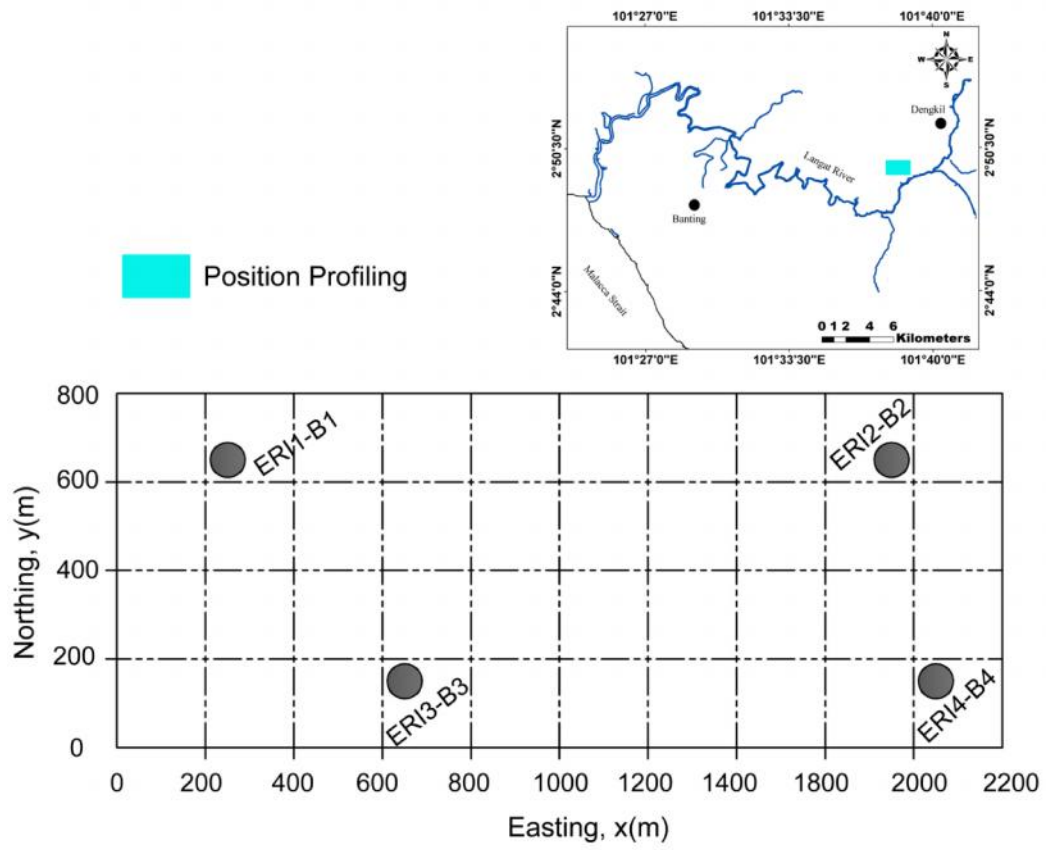 101°27'0"E 101°33'30"E 101°40'0"E
N
W E
S
Dengkil
2°50'30"N 2°50'30"N
Langat River
Banting
Position Profiling
Malacca Strait
2°44'0"N 2°44'0"N
0 1 2 4 6
Kilometers
101°27'0"E 101°33'30"E 101°40'0"E
800
ERI1-B1 ERI2-B2
600
Northing, y(m)
400
200
ERI3-B3 ERI4-B4
0
0 200 400 600 800 1000 1200 1400 1600 1800 2000 2200
Easting, x(m)